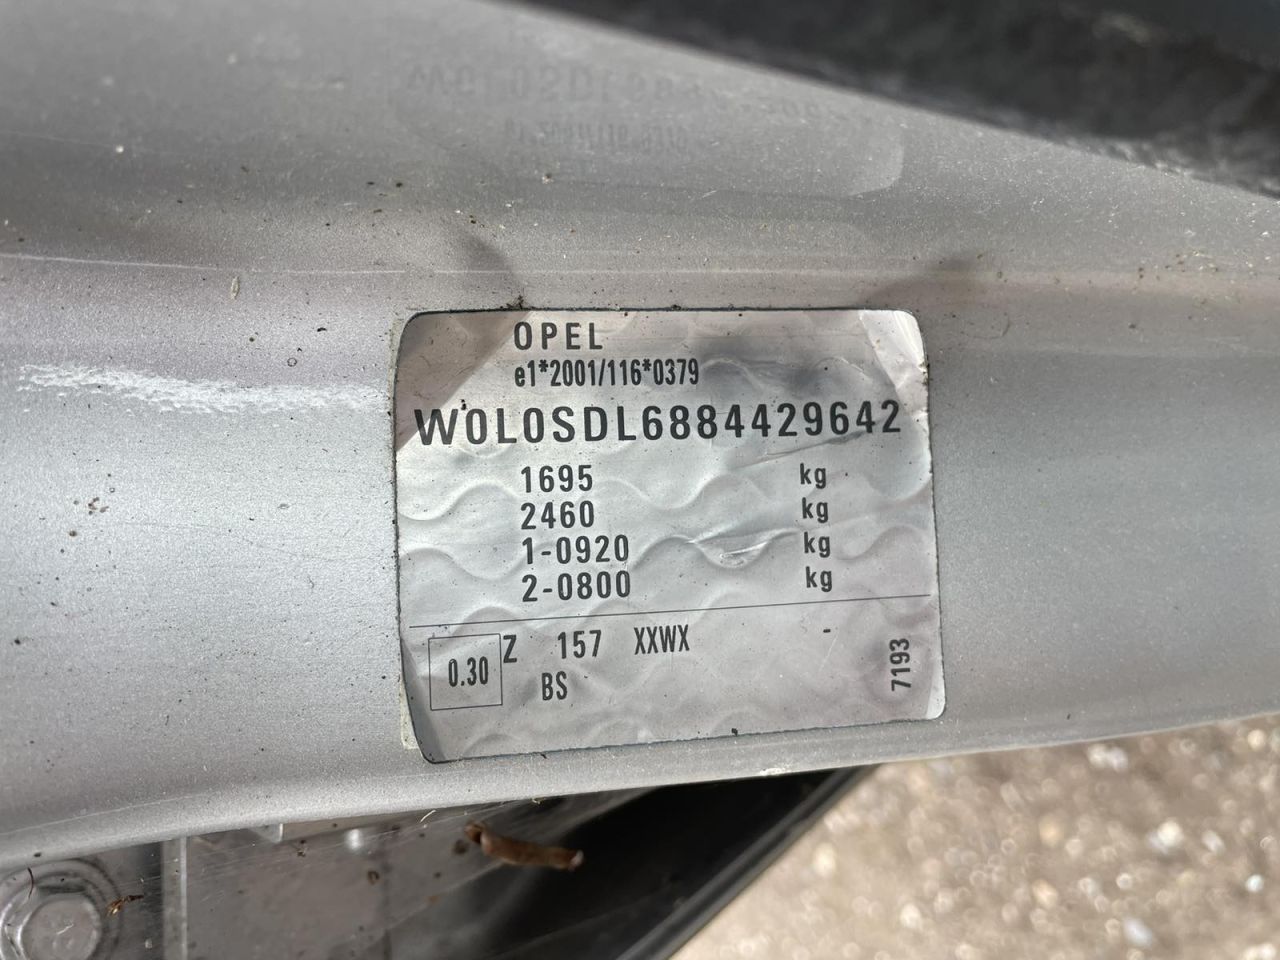 OPEL
e1*2001/116*0379
W0L0SDL6884429642
1695 kg
2460 kg
1-0920 kg
2-0800 kg
0.30 Z 157 XXWX -
BS
7193